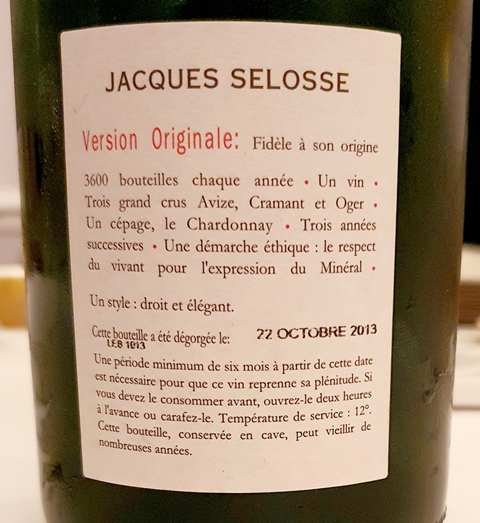 JACQUES SELOSSE
Version Originale: Fidèle à son origine
3600 bouteilles chaque année • Un vin •
Trois grand crus Avize, Cramant et Oger •
Un cépage, le Chardonnay • Trois années
successives • Une démarche éthique : le respect
du vivant pour l'expression du Minéral •
Un style : droit et élégant.
Cette bouteille a été dégorgée le: 22 OCTOBRE 2013
LEB 1013
Une période minimum de six mois à partir de cette date
est nécessaire pour que ce vin reprenne sa plénitude. Si
vous devez le consommer avant, ouvrez-le deux heures
à l'avance ou carafez-le. Température de service : 12°.
Cette bouteille, conservée en cave, peut vieillir de
nombreuses années.